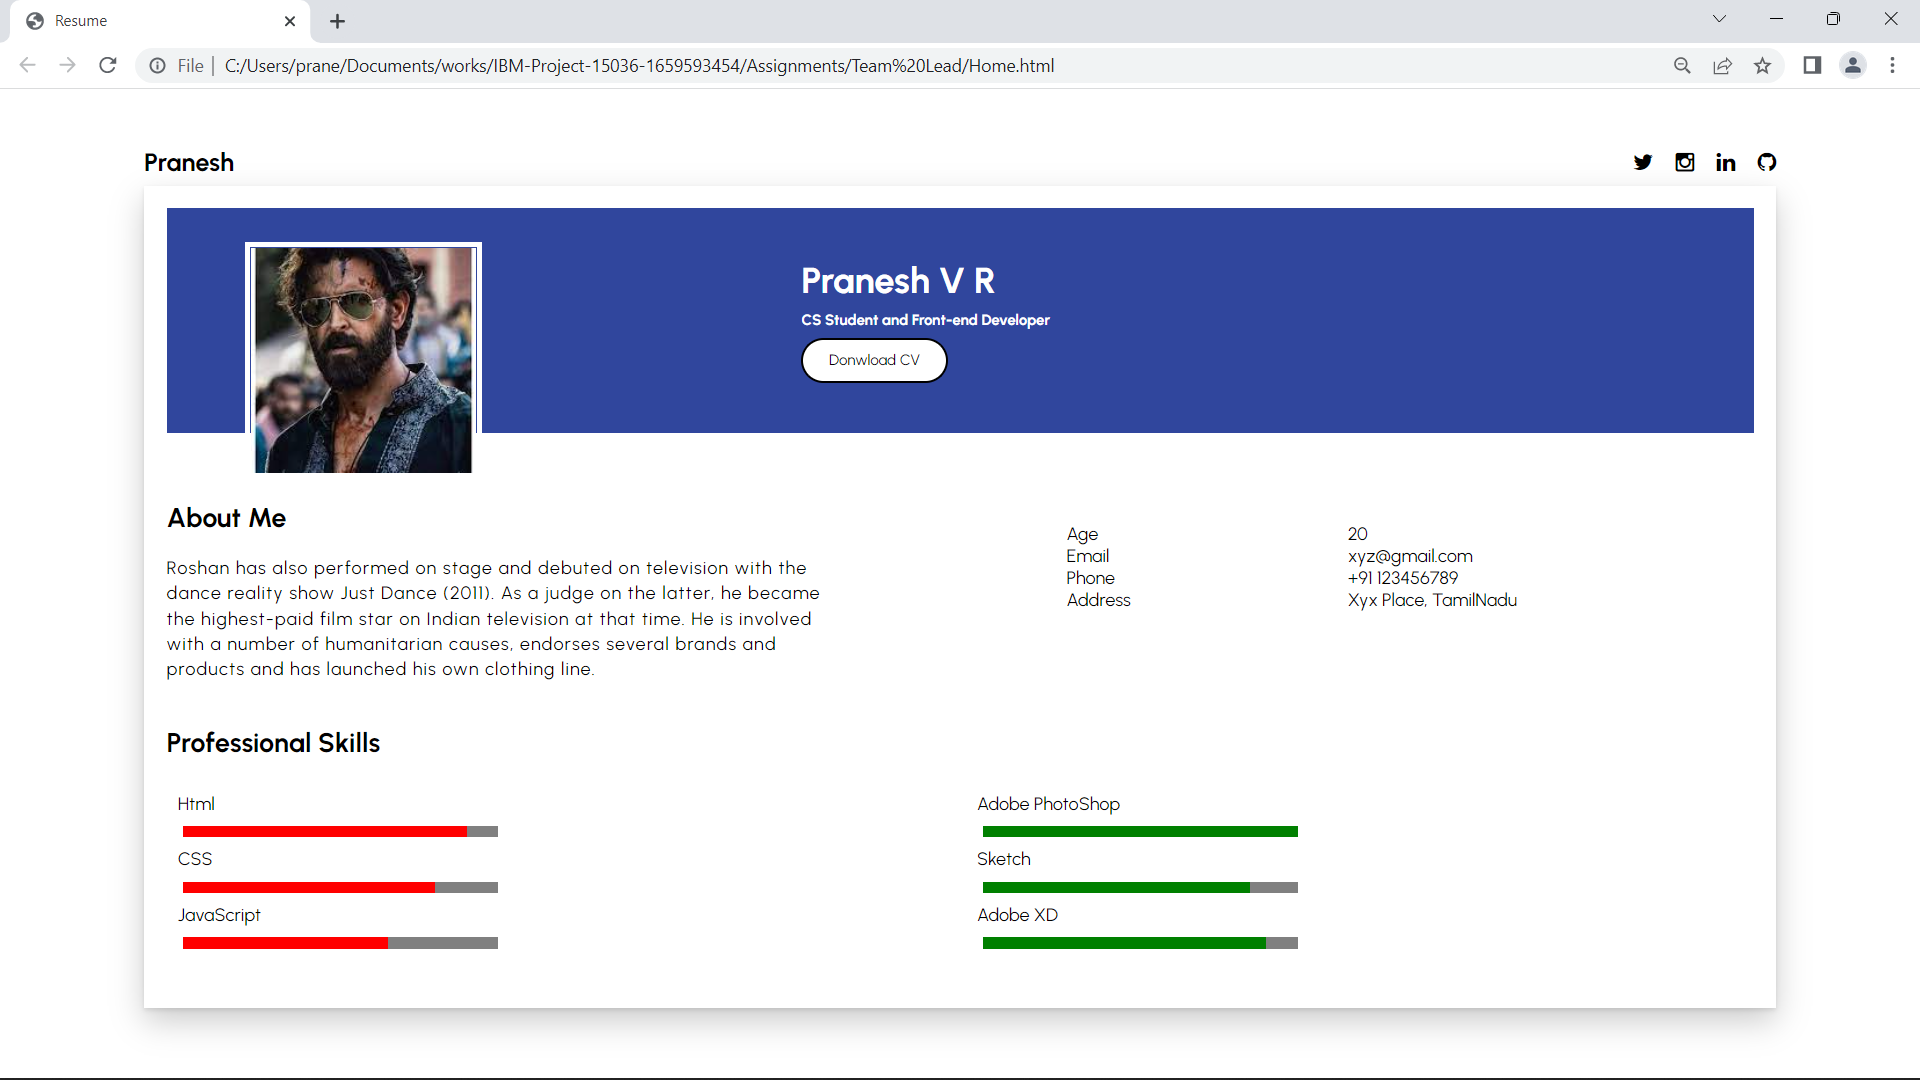 Resume
File
C:/Users/prane/Documents/works/IBM-Project-15036-1659593454/Assignments/Team%20Lead/Home.html
Pranesh
in
Pranesh V R
CS Student and Front-end Developer
Donwload CV
About Me
Roshan has also performed on stage and debuted on television with the
dance reality show Just Dance (2011). As a judge on the latter, he became
the highest-paid film star on Indian television at that time. He is involved
with a number of humanitarian causes, endorses several brands and
products and has launched his own clothing line.
Age 20
Email xyz@gmail.com
Phone +91 123456789
Address Xyx Place, TamilNadu
Professional Skills
Html
CSS
JavaScript
Adobe PhotoShop
Sketch
Adobe XD